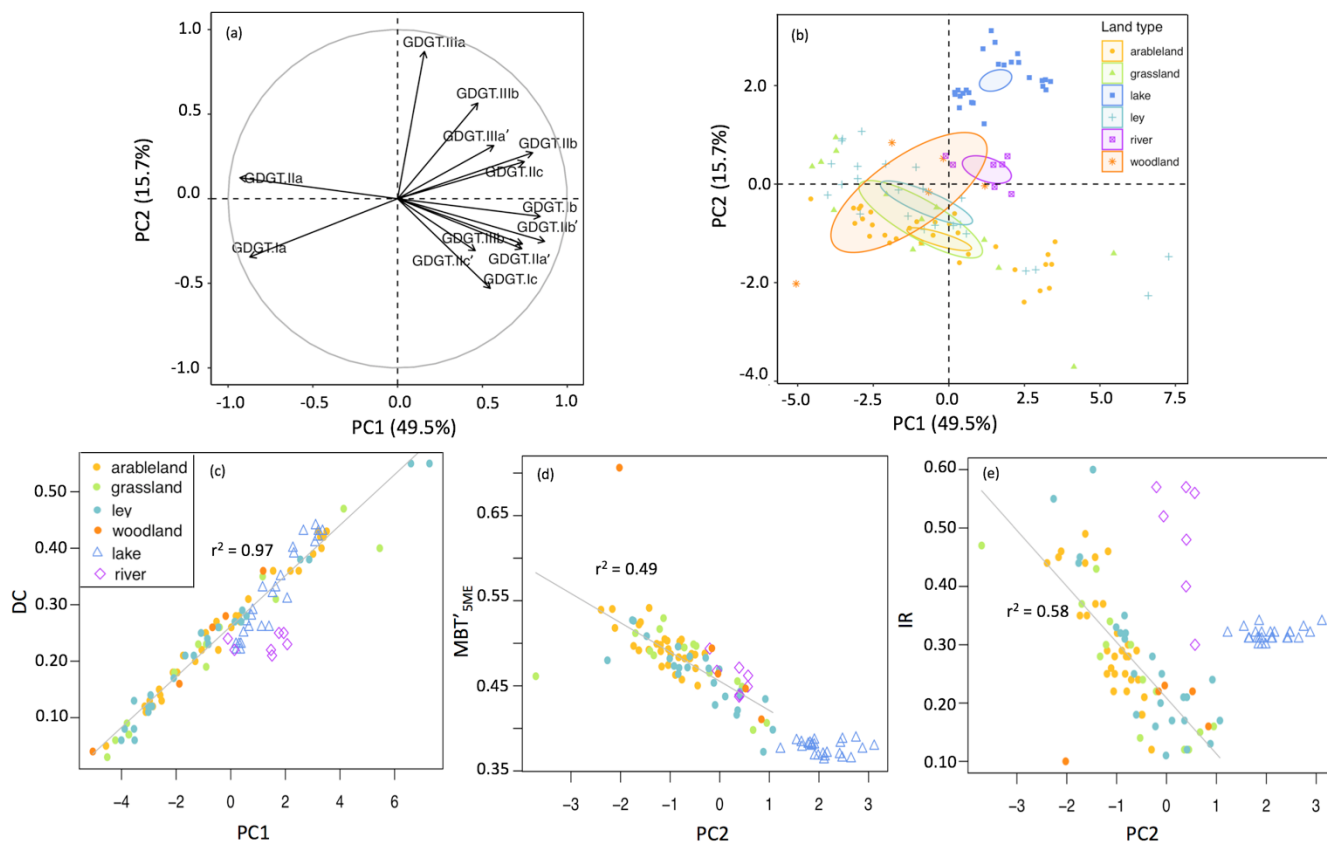 (a)
1.0
0.5
0.0
-0.5
-1.0
PC2 (15.7%)
GDGT.IIIa
GDGT.IIIb
GDGT.IIIa′
GDGT.IIb
GDGT.IIc
GDGT.IIa
GDGT.Ib
GDGT.IIb′
GDGT.Ia
GDGT.IIIb
GDGT.IIa′
GDGT.IIc′
GDGT.Ic
-1.0
-0.5
0.0
0.5
1.0
PC1 (49.5%)
(b)
Land type
arableland
grassland
lake
ley
river
woodland
2.0
0.0
-2.0
-4.0
PC2 (15.7%)
-5.0
-2.5
0.0
2.5
5.0
7.5
PC1 (49.5%)
(c)
arableland
grassland
ley
woodland
lake
river
r² = 0.97
0.50
0.40
0.30
0.20
0.10
DC
−4
−2
0
2
4
6
PC1
(d)
r² = 0.49
0.65
0.55
0.45
0.35
MBT′5ME
−3
−2
−1
0
1
2
3
PC2
(e)
r² = 0.58
0.60
0.50
0.40
0.30
0.20
0.10
IR
−3
−2
−1
0
1
2
3
PC2